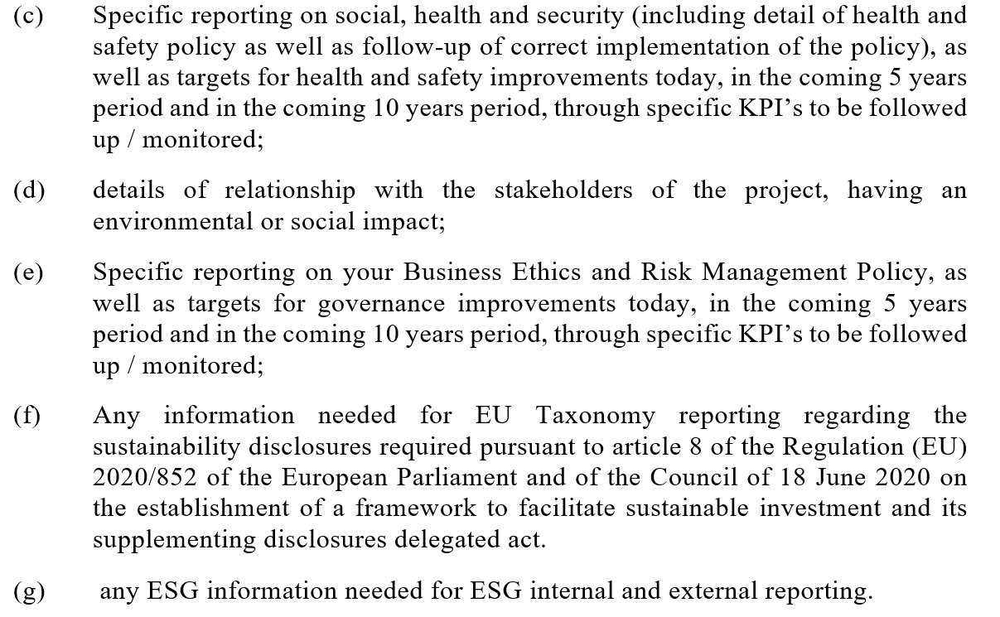 (c) Specific reporting on social, health and security (including detail of health and
safety policy as well as follow-up of correct implementation of the policy), as
well as targets for health and safety improvements today, in the coming 5 years
period and in the coming 10 years period, through specific KPI’s to be followed
up / monitored;
(d) details of relationship with the stakeholders of the project, having an
environmental or social impact;
(e) Specific reporting on your Business Ethics and Risk Management Policy, as
well as targets for governance improvements today, in the coming 5 years
period and in the coming 10 years period, through specific KPI’s to be followed
up / monitored;
(f) Any information needed for EU Taxonomy reporting regarding the
sustainability disclosures required pursuant to article 8 of the Regulation (EU)
2020/852 of the European Parliament and of the Council of 18 June 2020 on
the establishment of a framework to facilitate sustainable investment and its
supplementing disclosures delegated act.
(g) any ESG information needed for ESG internal and external reporting.